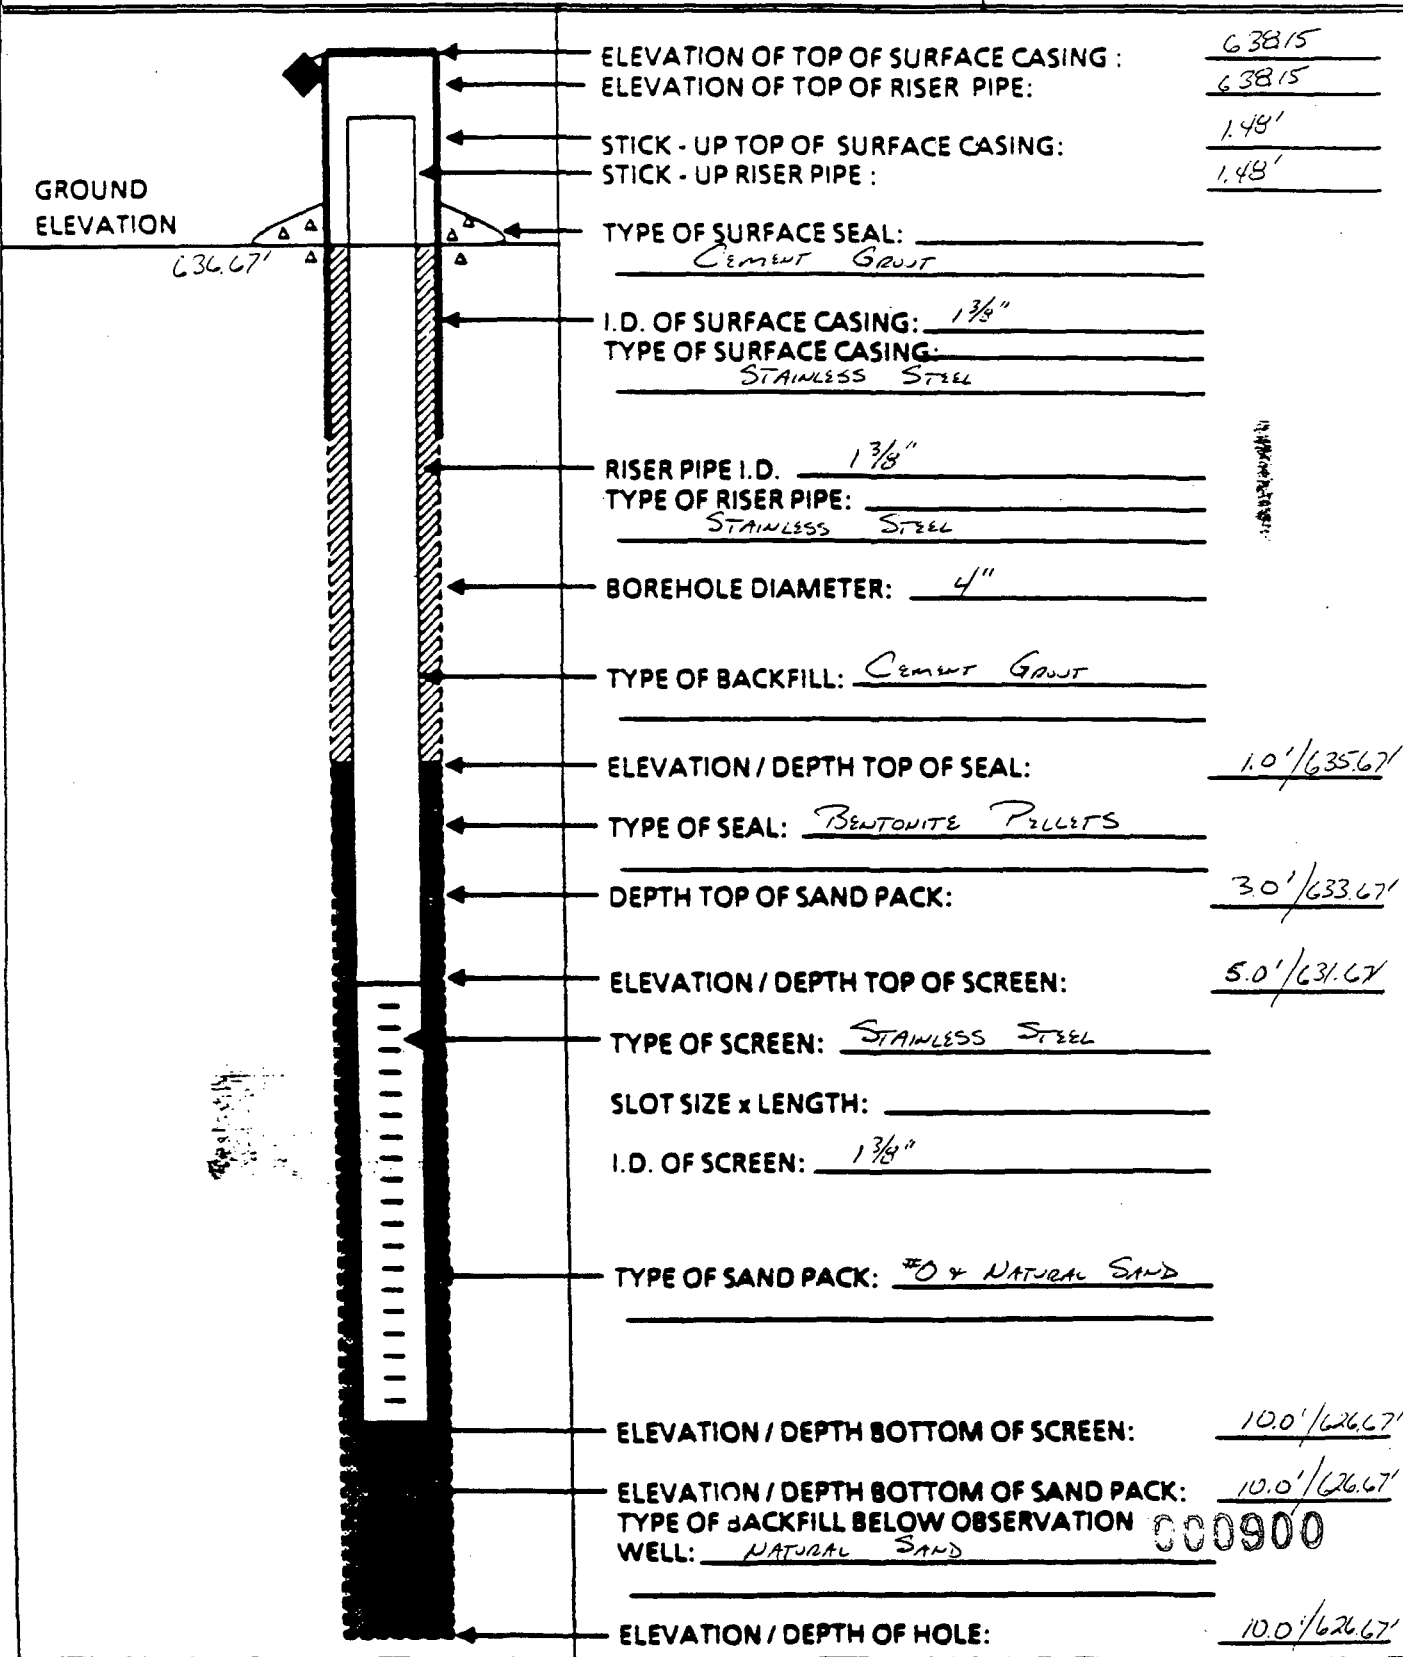 ELEVATION OF TOP OF SURFACE CASING : 638.15
ELEVATION OF TOP OF RISER PIPE: 638.15
STICK - UP TOP OF SURFACE CASING: 1.48'
STICK - UP RISER PIPE : 1.48'
GROUND
ELEVATION
636.67'
TYPE OF SURFACE SEAL:
CEMENT GROUT
I.D. OF SURFACE CASING: 1 3/8"
TYPE OF SURFACE CASING:
STAINLESS STEEL
RISER PIPE I.D. 1 3/8"
TYPE OF RISER PIPE:
STAINLESS STEEL
BOREHOLE DIAMETER: 4"
TYPE OF BACKFILL: CEMENT GROUT
ELEVATION / DEPTH TOP OF SEAL: 1.0'/635.67'
TYPE OF SEAL: BENTONITE PELLETS
DEPTH TOP OF SAND PACK: 3.0'/633.67'
ELEVATION / DEPTH TOP OF SCREEN: 5.0'/631.67'
TYPE OF SCREEN: STAINLESS STEEL
SLOT SIZE x LENGTH:
I.D. OF SCREEN: 1 3/8"
TYPE OF SAND PACK: #0 & NATURAL SAND
ELEVATION / DEPTH BOTTOM OF SCREEN: 10.0'/626.67'
ELEVATION / DEPTH BOTTOM OF SAND PACK: 10.0'/626.67'
TYPE OF BACKFILL BELOW OBSERVATION 000900
WELL: NATURAL SAND
ELEVATION / DEPTH OF HOLE: 10.0'/626.67'